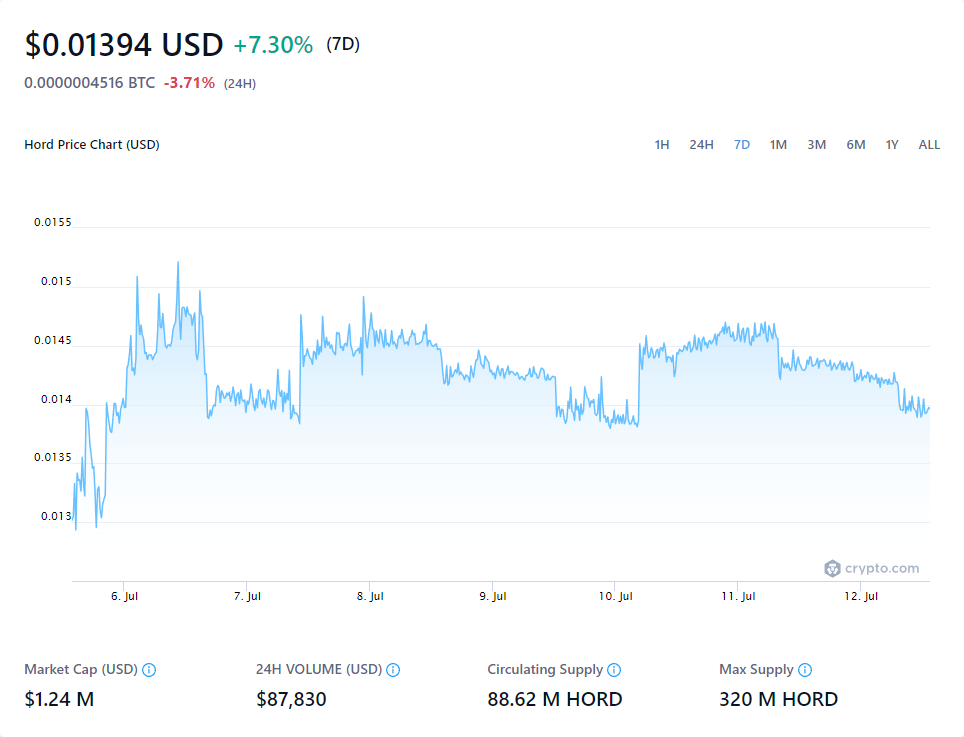 $0.01394 USD +7.30% (7D)
0.0000004516 BTC -3.71% (24H)
Hord Price Chart (USD) 1H 24H 7D 1M 3M 6M 1Y ALL
0.0155
0.015
0.0145
0.014
0.0135
0.013
crypto.com
6. Jul 7. Jul 8. Jul 9. Jul 10. Jul 11. Jul 12. Jul
Market Cap (USD) 24H VOLUME (USD) Circulating Supply Max Supply
$1.24 M $87,830 88.62 M HORD 320 M HORD